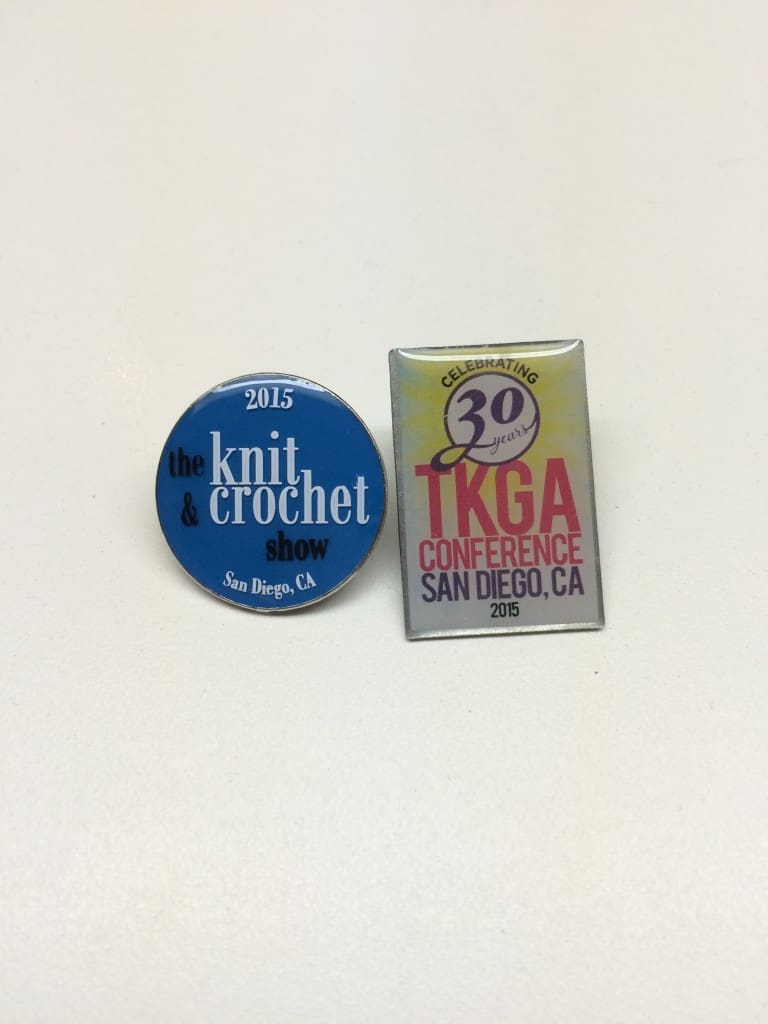 2015
the knit
& crochet
show
San Diego, CA
CELEBRATING
30
years
TKGA
CONFERENCE
SAN DIEGO, CA
2015